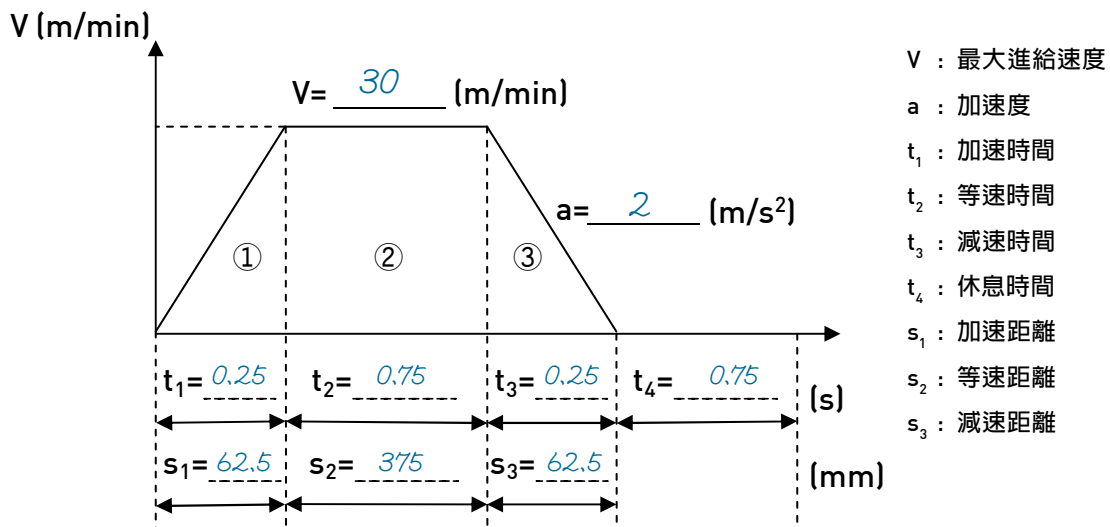 V (m/min)
V= 30 (m/min)
a= 2 (m/s²)
① ② ③
t₁= 0.25 t₂= 0.75 t₃= 0.25 t₄= 0.75 (s)
s₁= 62.5 s₂= 375 s₃= 62.5 (mm)
V : 最大進給速度
a : 加速度
t₁ : 加速時間
t₂ : 等速時間
t₃ : 減速時間
t₄ : 休息時間
s₁ : 加速距離
s₂ : 等速距離
s₃ : 減速距離